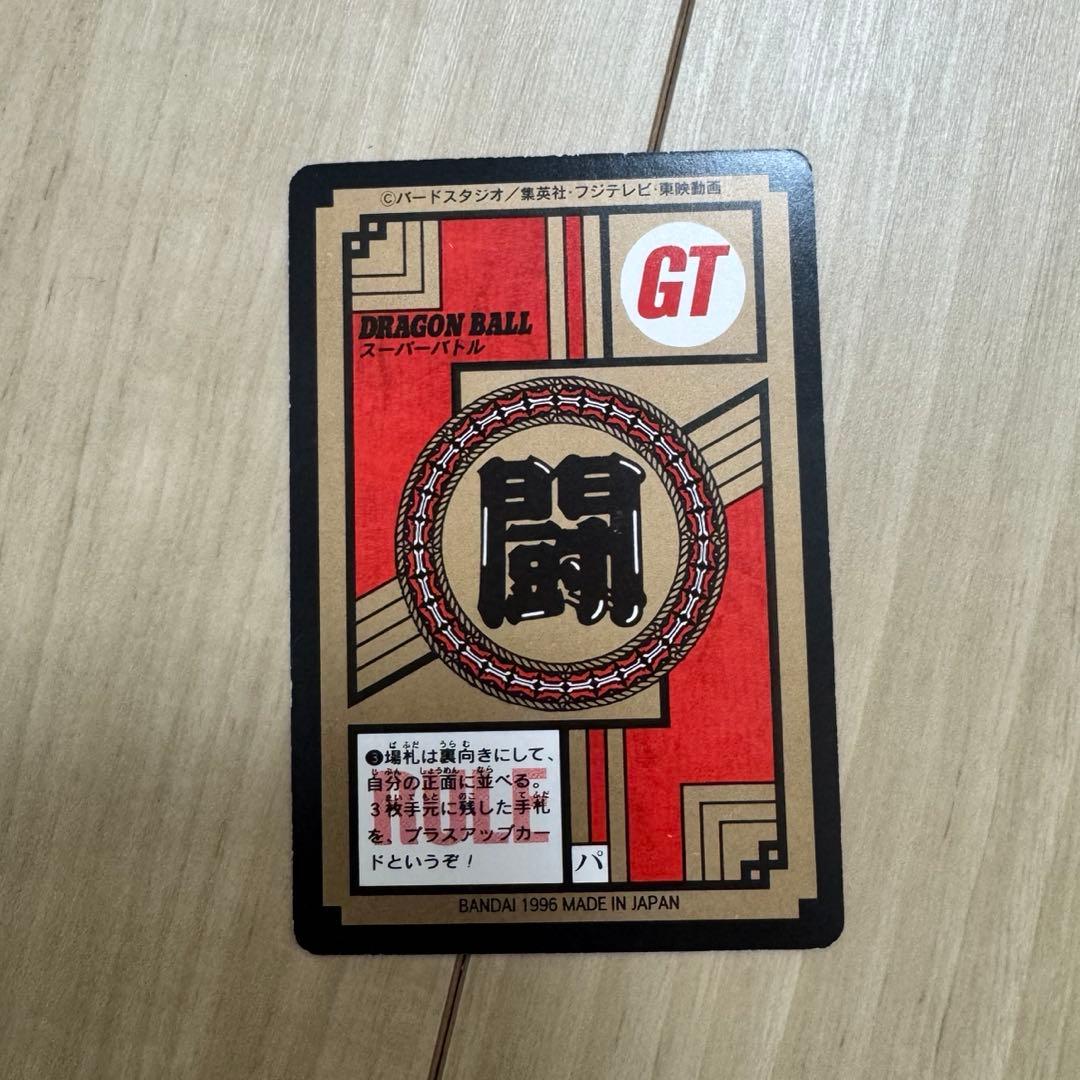 ©バードスタジオ／集英社・フジテレビ・東映動画
GT
DRAGON BALL
スーパーバトル
闘
RULE
❸場札は裏向きにして、
自分の正面に並べる。
３枚手元に残した手札
を、プラスアップカー
ドというぞ！
パ
BANDAI 1996 MADE IN JAPAN